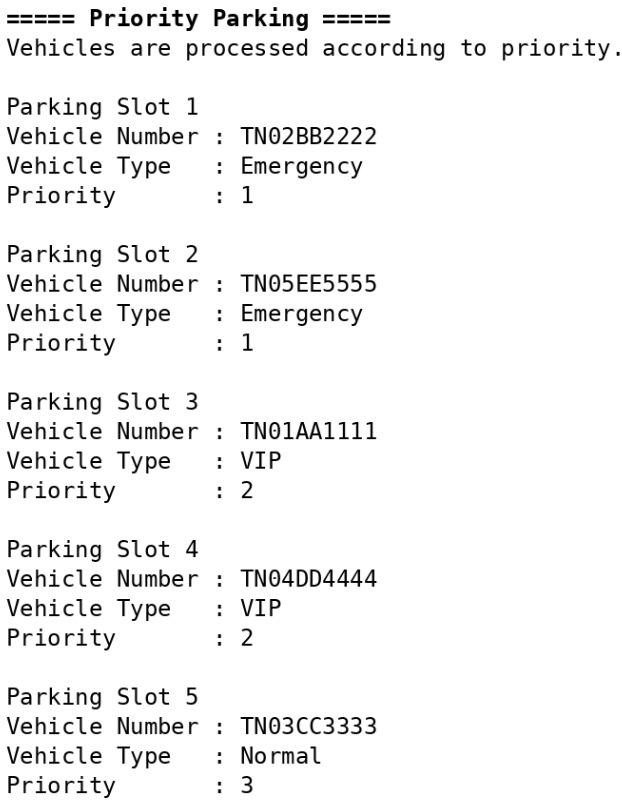 ===== Priority Parking =====
Vehicles are processed according to priority.

Parking Slot 1
Vehicle Number : TN02BB2222
Vehicle Type   : Emergency
Priority       : 1

Parking Slot 2
Vehicle Number : TN05EE5555
Vehicle Type   : Emergency
Priority       : 1

Parking Slot 3
Vehicle Number : TN01AA1111
Vehicle Type   : VIP
Priority       : 2

Parking Slot 4
Vehicle Number : TN04DD4444
Vehicle Type   : VIP
Priority       : 2

Parking Slot 5
Vehicle Number : TN03CC3333
Vehicle Type   : Normal
Priority       : 3